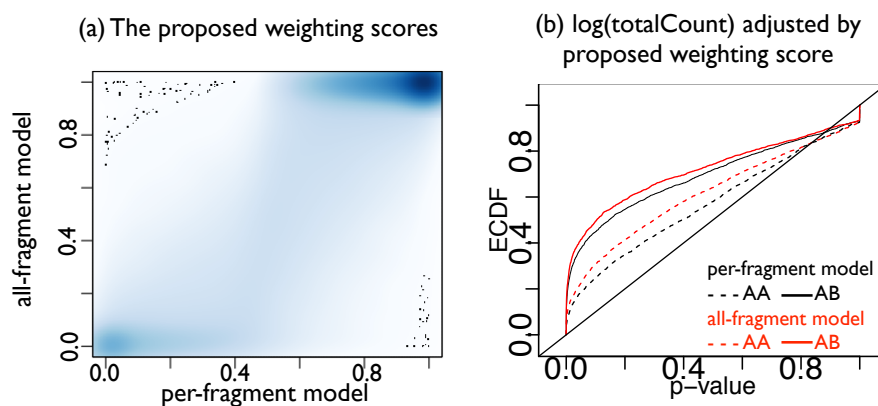 (a) The proposed weighting scores
all-fragment model
0.0 0.4 0.8
0.0 0.4 0.8
per-fragment model
(b) log(totalCount) adjusted by
proposed weighting score
ECDF
0.0 0.4 0.8
per-fragment model
AA AB
all-fragment model
AA AB
0.0 0.4 0.8
p-value